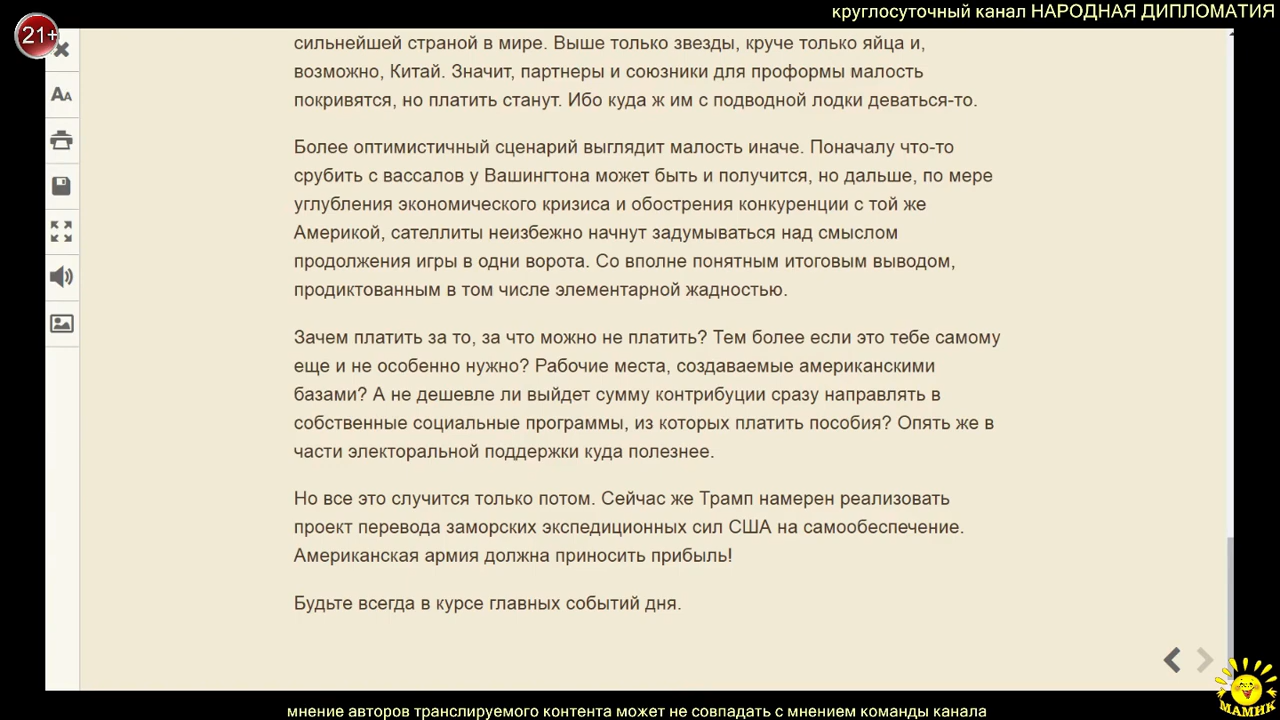 круглосуточный канал НАРОДНАЯ ДИПЛОМАТИЯ
21+
AA
сильнейшей страной в мире. Выше только звезды, круче только яйца и,
возможно, Китай. Значит, партнеры и союзники для проформы малость
покривятся, но платить станут. Ибо куда ж им с подводной лодки деваться-то.
Более оптимистичный сценарий выглядит малость иначе. Поначалу что-то
срубить с вассалов у Вашингтона может быть и получится, но дальше, по мере
углубления экономического кризиса и обострения конкуренции с той же
Америкой, сателлиты неизбежно начнут задумываться над смыслом
продолжения игры в одни ворота. Со вполне понятным итоговым выводом,
продиктованным в том числе элементарной жадностью.
Зачем платить за то, за что можно не платить? Тем более если это тебе самому
еще и не особенно нужно? Рабочие места, создаваемые американскими
базами? А не дешевле ли выйдет сумму контрибуции сразу направлять в
собственные социальные программы, из которых платить пособия? Опять же в
части электоральной поддержки куда полезнее.
Но все это случится только потом. Сейчас же Трамп намерен реализовать
проект перевода заморских экспедиционных сил США на самообеспечение.
Американская армия должна приносить прибыль!
Будьте всегда в курсе главных событий дня.
МАМИК
мнение авторов транслируемого контента может не совпадать с мнением команды канала